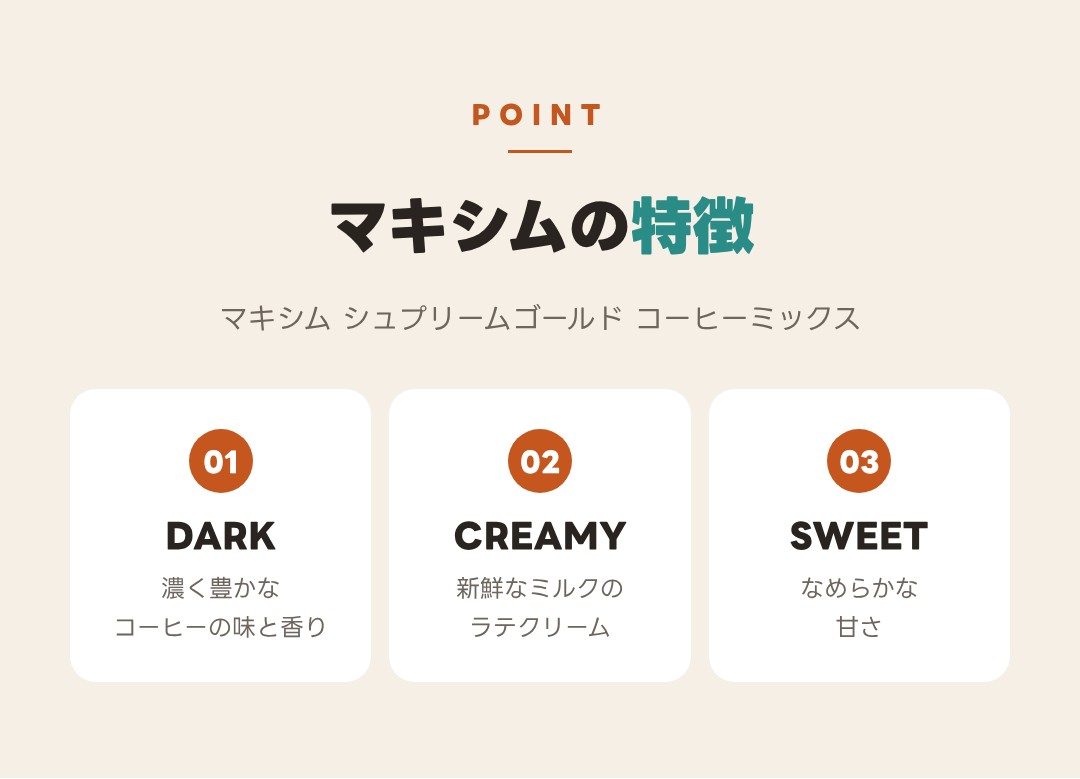 POINT
マキシムの特徴
マキシム シュプリームゴールド コーヒーミックス
01
DARK
濃く豊かな
コーヒーの味と香り
02
CREAMY
新鮮なミルクの
ラテクリーム
03
SWEET
なめらかな
甘さ